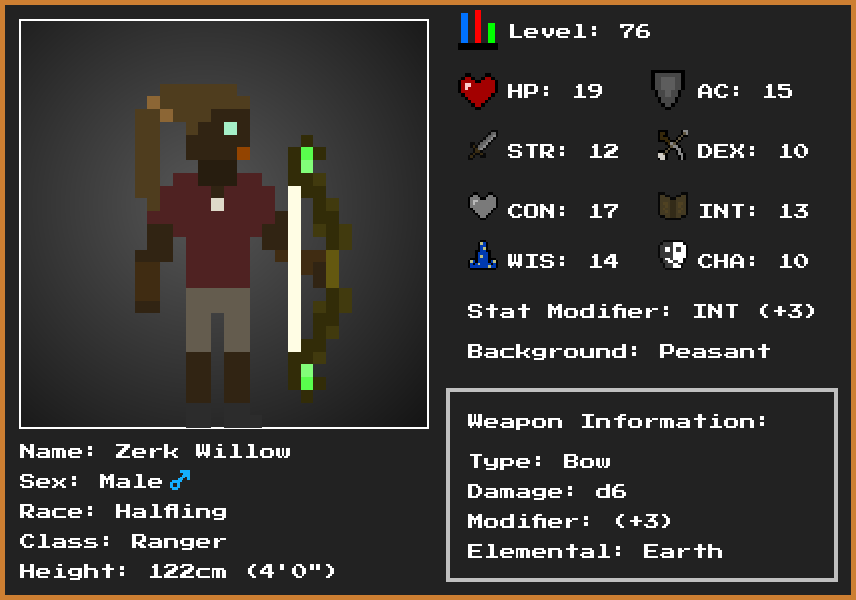 Level: 76
HP: 19 AC: 15
STR: 12 DEX: 10
CON: 17 INT: 13
WIS: 14 CHA: 10
Stat Modifier: INT (+3)
Background: Peasant
Weapon Information:
Type: Bow
Damage: d6
Modifier: (+3)
Elemental: Earth
Name: Zerk Willow
Sex: Male ♂
Race: Halfling
Class: Ranger
Height: 122cm (4'0")